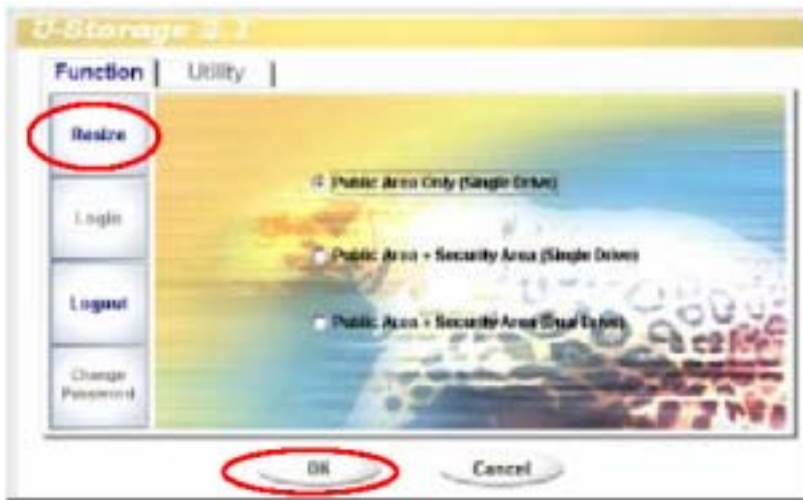 U-Storage 2.1
Function | Utility |
Resize
Login
Logout
Change
Password
Public Area Only (Single Drive)
Public Area + Security Area (Single Drive)
Public Area + Security Area (Dual Drive)
OK
Cancel